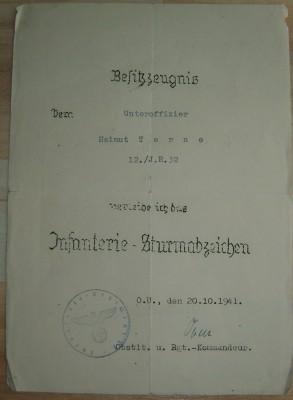 Besitzzeugnis
Dem Unteroffizier
Helmut T e r n e
12./J.R.32
verleihe ich das
Infanterie - Sturmabzeichen
O.U., den 20.10.1941.
Obstlt. u. Rgt.-Kommandeur.